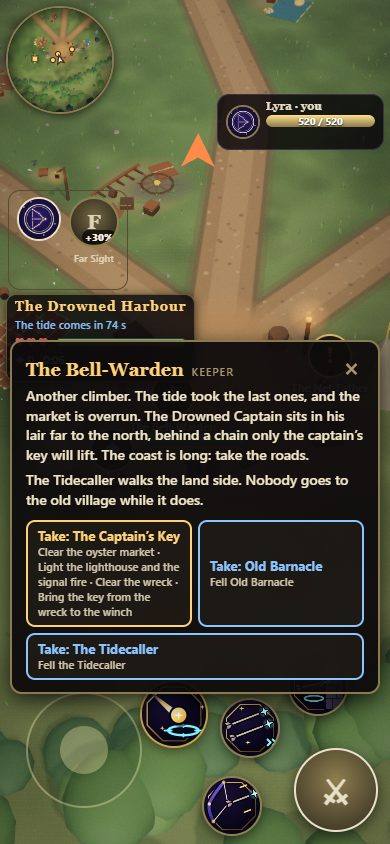 Lyra · you
520 / 520
F
+30%
Far Sight
The Drowned Harbour
The tide comes in 74 s
The Bell-Warden KEEPER
Another climber. The tide took the last ones, and the
market is overrun. The Drowned Captain sits in his
lair far to the north, behind a chain only the captain's
key will lift. The coast is long: take the roads.
The Tidecaller walks the land side. Nobody goes to
the old village while it does.
Take: The Captain's Key
Clear the oyster market ·
Light the lighthouse and the
signal fire · Clear the wreck ·
Bring the key from the
wreck to the winch
Take: Old Barnacle
Fell Old Barnacle
Take: The Tidecaller
Fell the Tidecaller